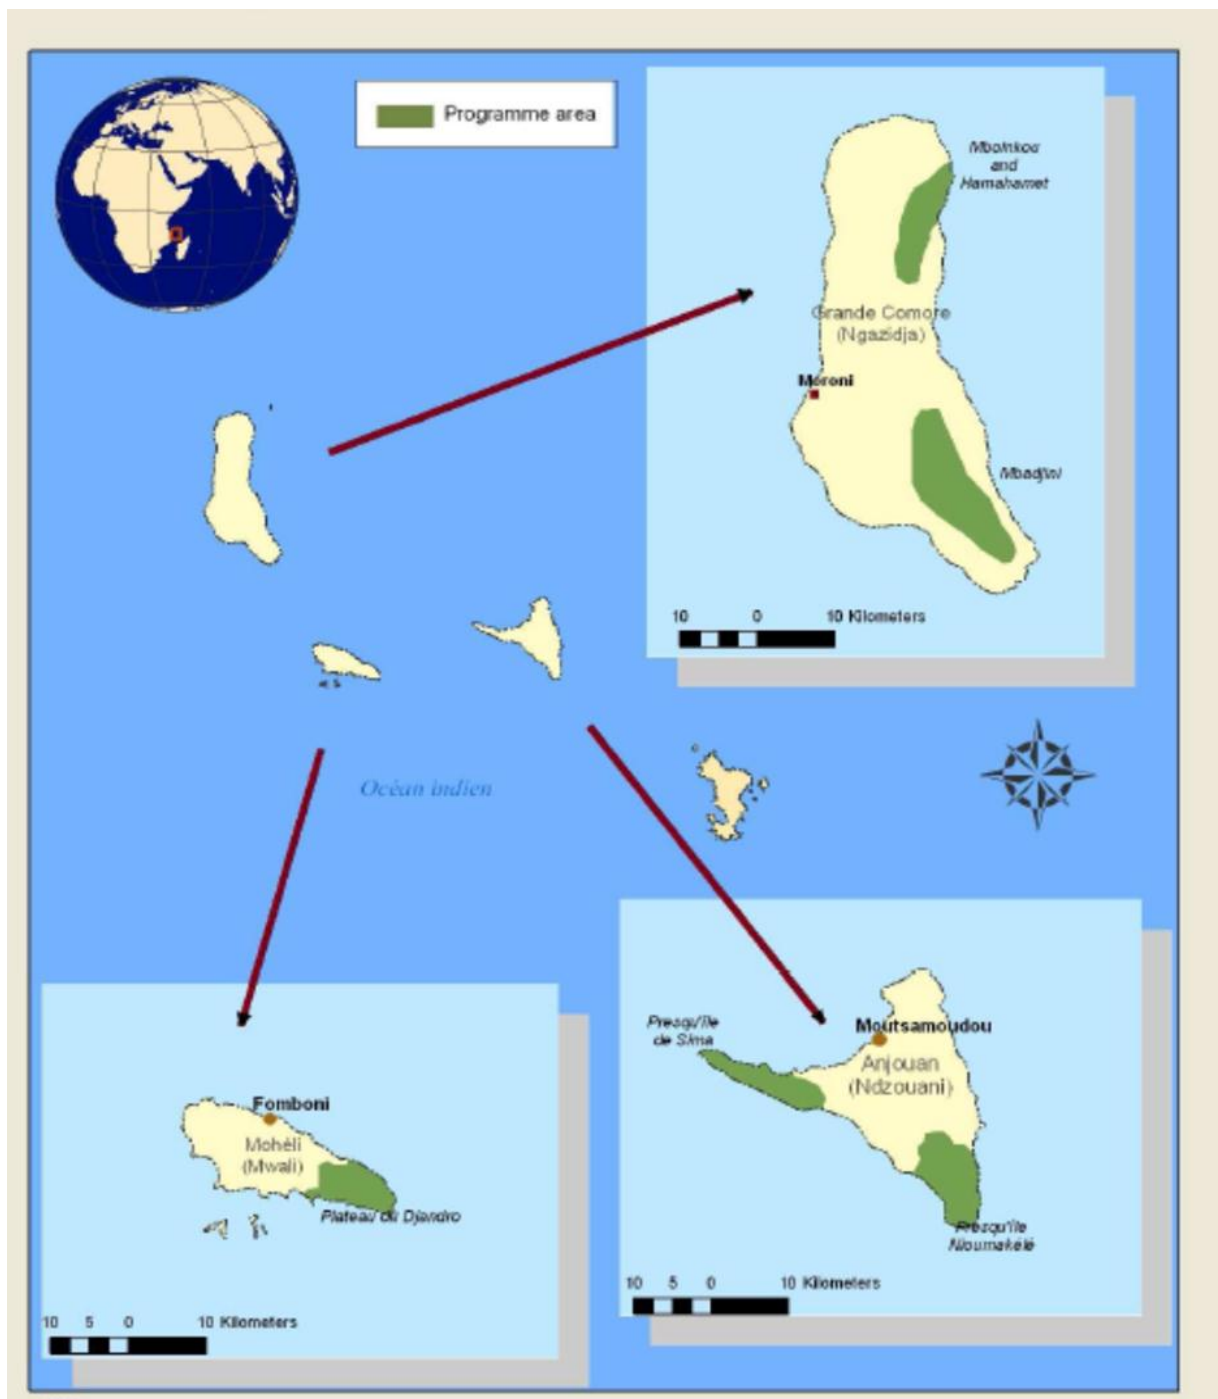 Programme area
Mboinkou
and
Hamahamet
Grande Comore
(Ngazidja)
Moroni
Mbadjini
10 0 10 Kilometers
Océan indien
Presqu'île
de Sima
Moutsamoudou
Anjouan
(Ndzouani)
Presqu'île
Nioumakélé
10 5 0 10 Kilometers
Fomboni
Mohéli
(Mwali)
Plateau du Djandro
10 5 0 10 Kilometers